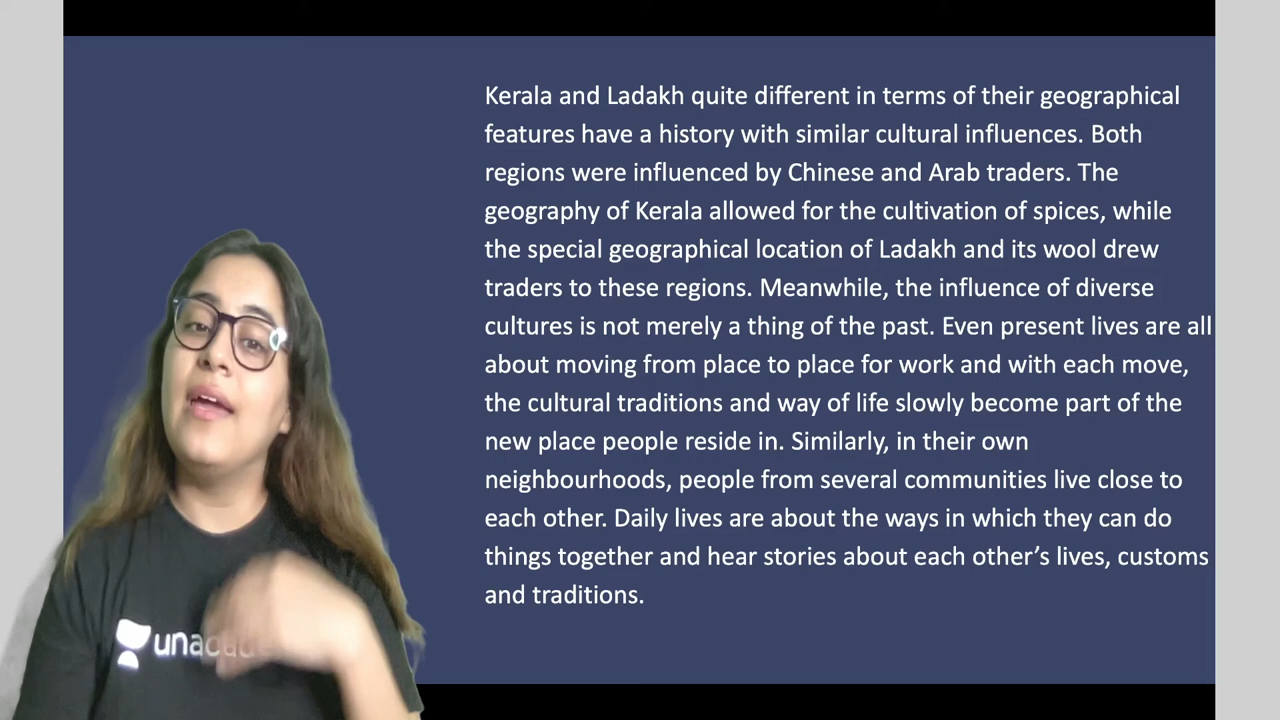 Kerala and Ladakh quite different in terms of their geographical
features have a history with similar cultural influences. Both
regions were influenced by Chinese and Arab traders. The
geography of Kerala allowed for the cultivation of spices, while
the special geographical location of Ladakh and its wool drew
traders to these regions. Meanwhile, the influence of diverse
cultures is not merely a thing of the past. Even present lives are all
about moving from place to place for work and with each move,
the cultural traditions and way of life slowly become part of the
new place people reside in. Similarly, in their own
neighbourhoods, people from several communities live close to
each other. Daily lives are about the ways in which they can do
things together and hear stories about each other’s lives, customs
and traditions.